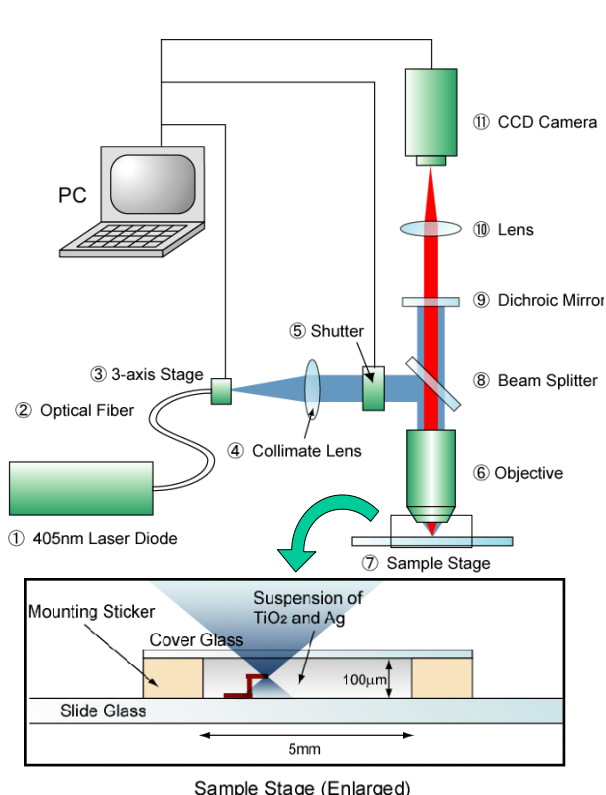 ⑪ CCD Camera
PC
⑩ Lens
⑨ Dichroic Mirror
⑤ Shutter
③ 3-axis Stage
⑧ Beam Splitter
② Optical Fiber
④ Collimate Lens
⑥ Objective
① 405nm Laser Diode
⑦ Sample Stage
Suspension of
TiO₂ and Ag
Mounting Sticker
Cover Glass
100μm
Slide Glass
5mm
Sample Stage (Enlarged)